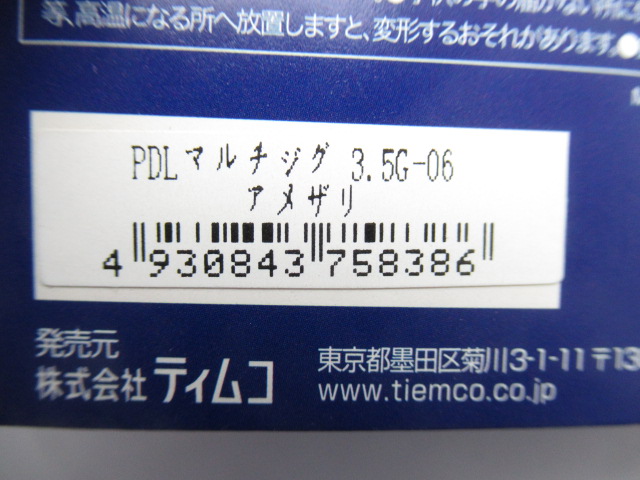 等、高温になる所へ放置しますと、変形するおそれがあります。●
PDLマルチジグ 3.5G-06
アメザリ
4 930843 758386
発売元
株式会社 ティムコ
東京都墨田区菊川3-1-11〒13
www.tiemco.co.jp